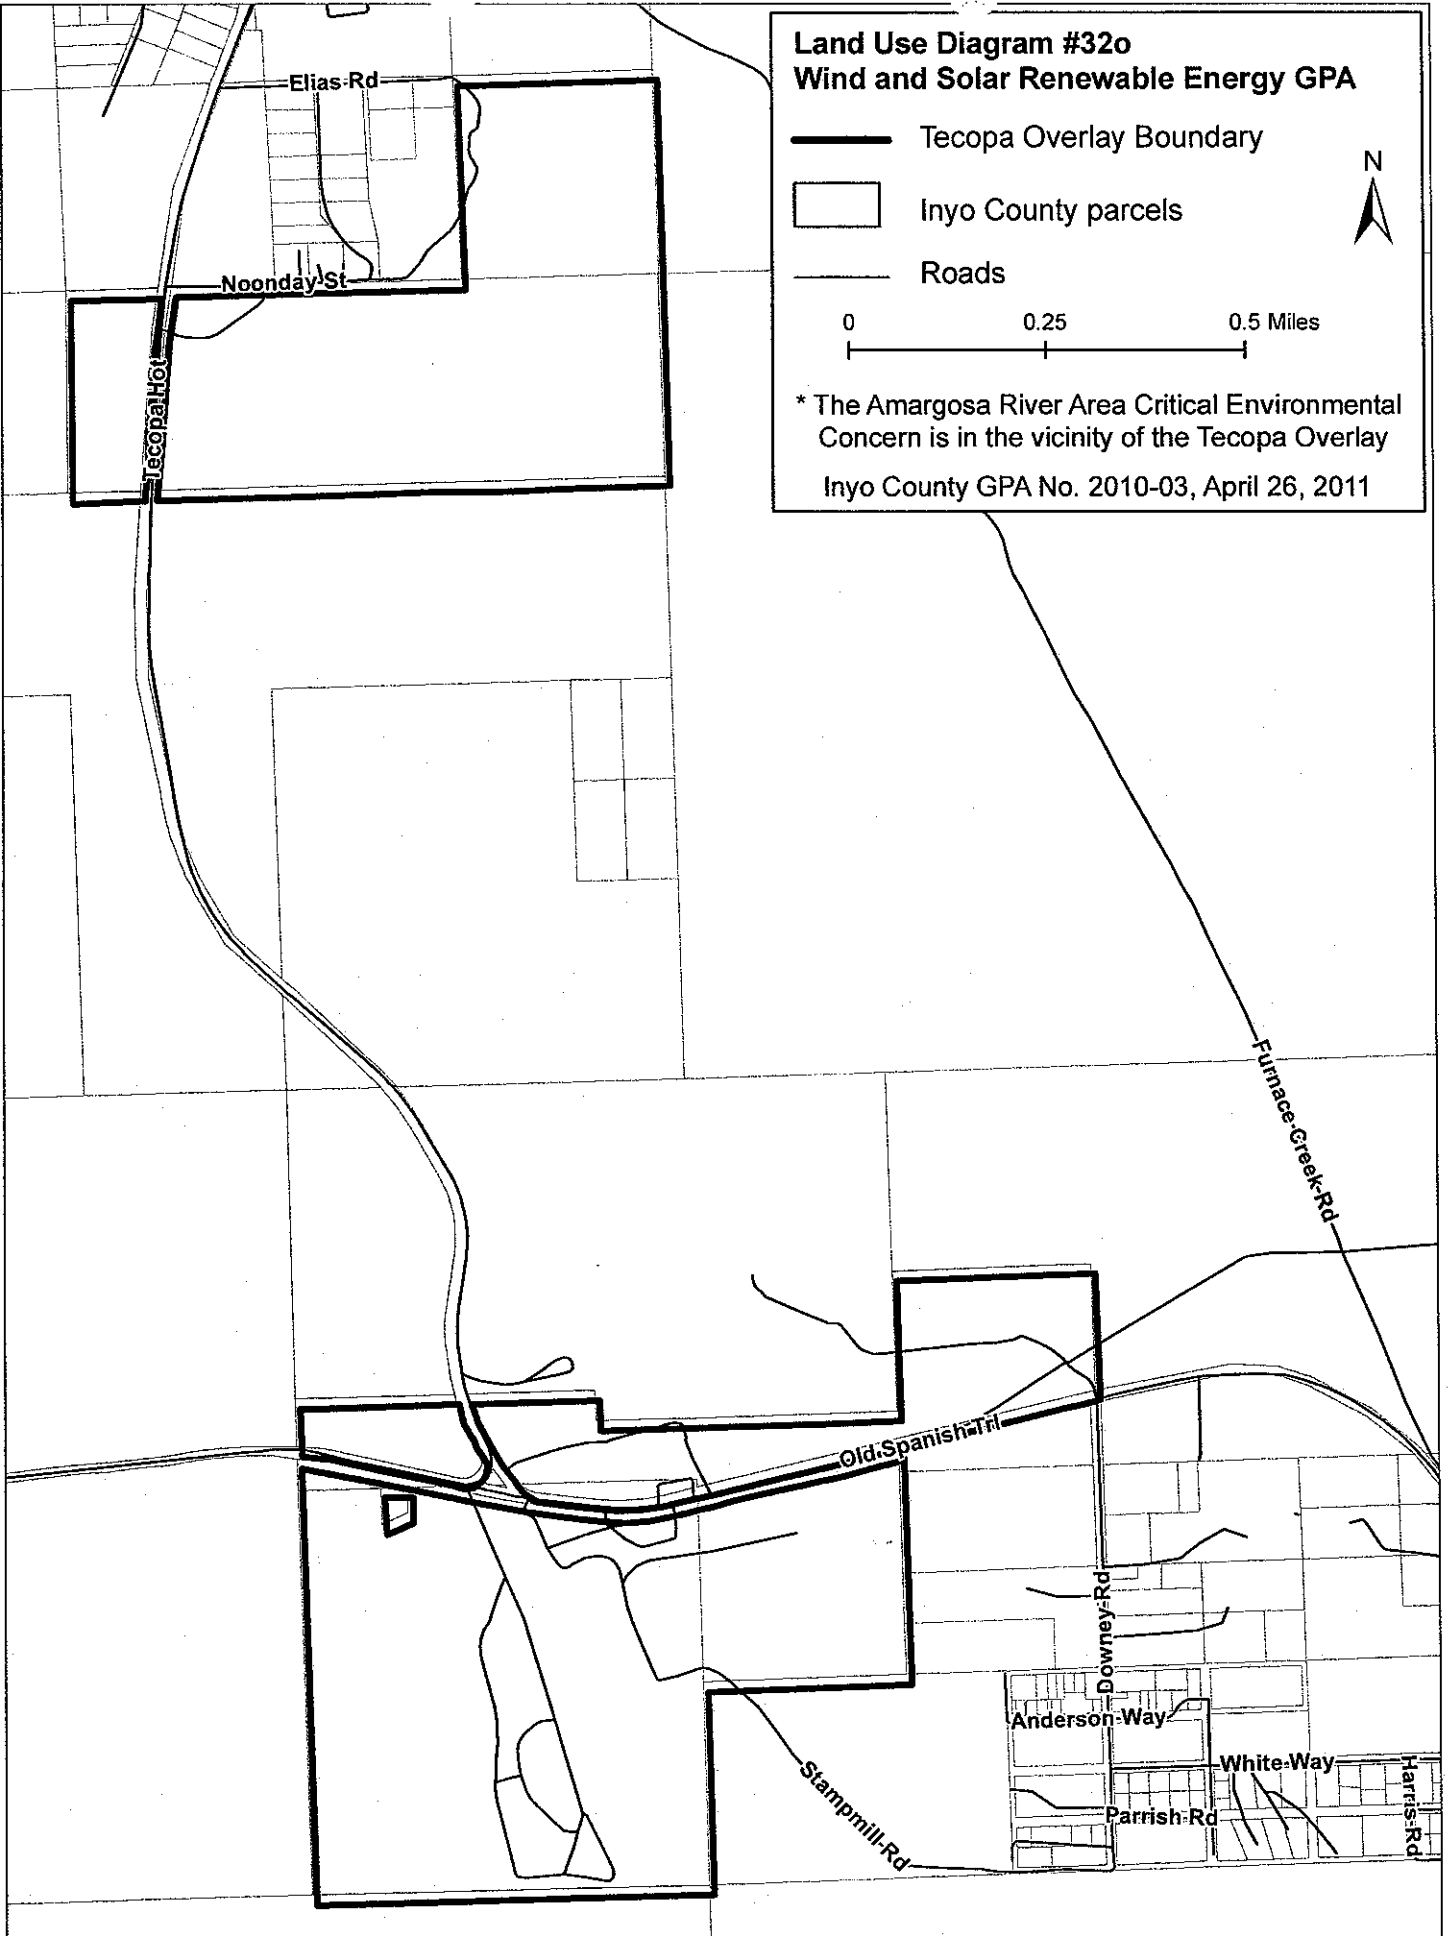 Land Use Diagram #32o
Wind and Solar Renewable Energy GPA
Tecopa Overlay Boundary
Inyo County parcels
Roads
N
0 0.25 0.5 Miles
* The Amargosa River Area Critical Environmental
Concern is in the vicinity of the Tecopa Overlay
Inyo County GPA No. 2010-03, April 26, 2011
Elias Rd
Noonday St
Tecopa Hot
Furnace Creek Rd
Old Spanish Trl
Downey Rd
Anderson Way
White Way
Harris Rd
Parrish Rd
Stampmill Rd